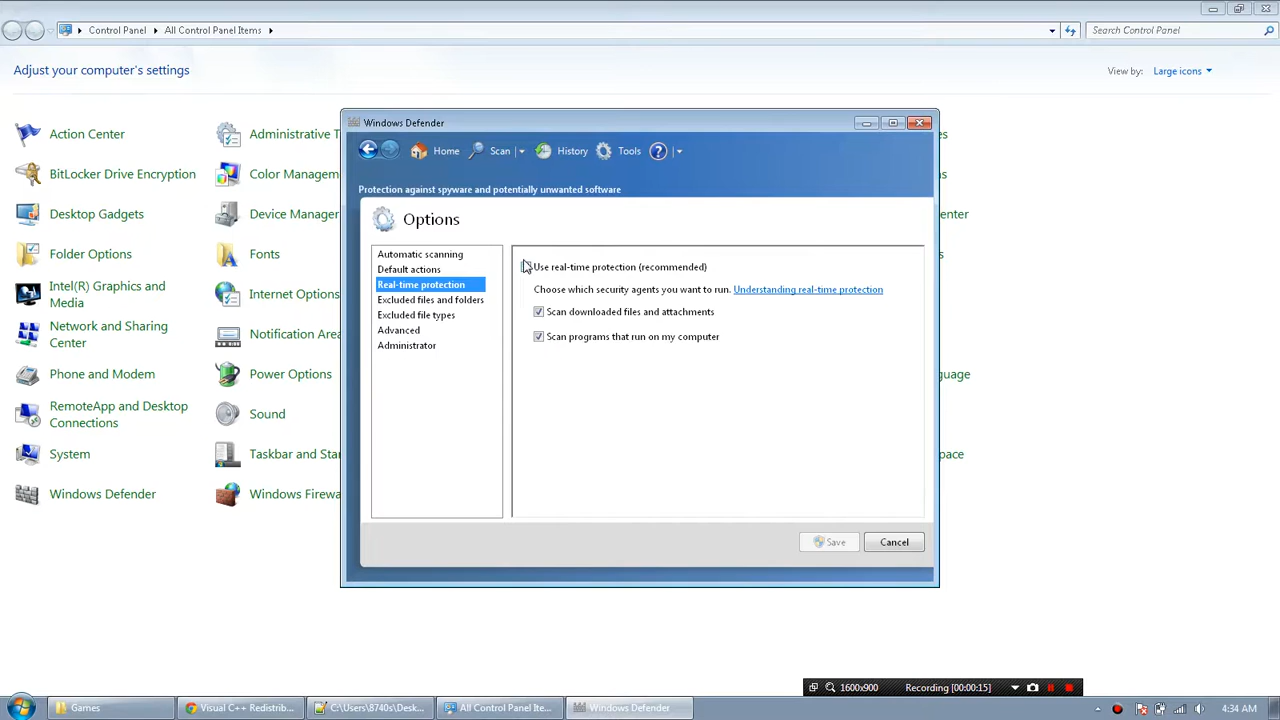 Control Panel
All Control Panel Items
Search Control Panel
Adjust your computer's settings
View by:
Large icons
Action Center
BitLocker Drive Encryption
Desktop Gadgets
Folder Options
Intel(R) Graphics and
Media
Network and Sharing
Center
Phone and Modem
RemoteApp and Desktop
Connections
System
Windows Defender
Administrative T
Color Managem
Device Manager
Fonts
Internet Options
Notification Area
Power Options
Sound
Taskbar and Sta
Windows Firewa
Windows Defender
Home
Scan
History
Tools
Protection against spyware and potentially unwanted software
Options
Automatic scanning
Default actions
Real-time protection
Excluded files and folders
Excluded file types
Advanced
Administrator
Use real-time protection (recommended)
Choose which security agents you want to run. Understanding real-time protection
Scan downloaded files and attachments
Scan programs that run on my computer
Save
Cancel
es
s
enter
nguage
pace
1600x900
Recording [00:00:15]
Games
Visual C++ Redistrib...
C:\Users\8740s\Desk...
All Control Panel Ite...
Windows Defender
4:34 AM